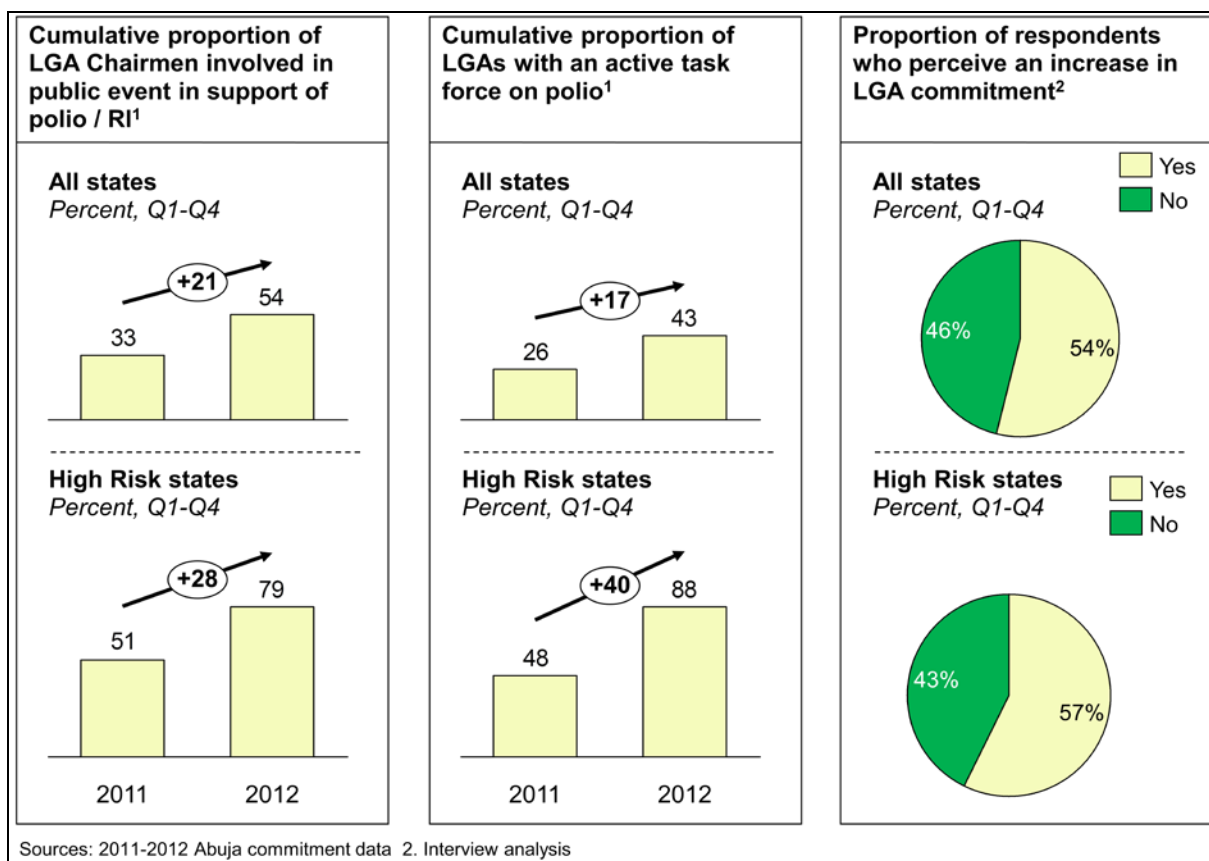 Cumulative proportion of
LGA Chairmen involved in
public event in support of
polio / RI¹
All states
Percent, Q1-Q4
+21
33
54
High Risk states
Percent, Q1-Q4
+28
51
79
2011
2012
Cumulative proportion of
LGAs with an active task
force on polio¹
All states
Percent, Q1-Q4
+17
26
43
High Risk states
Percent, Q1-Q4
+40
48
88
2011
2012
Proportion of respondents
who perceive an increase in
LGA commitment²
Yes
No
All states
Percent, Q1-Q4
46%
54%
High Risk states
Percent, Q1-Q4
Yes
No
43%
57%
Sources: 2011-2012 Abuja commitment data 2. Interview analysis